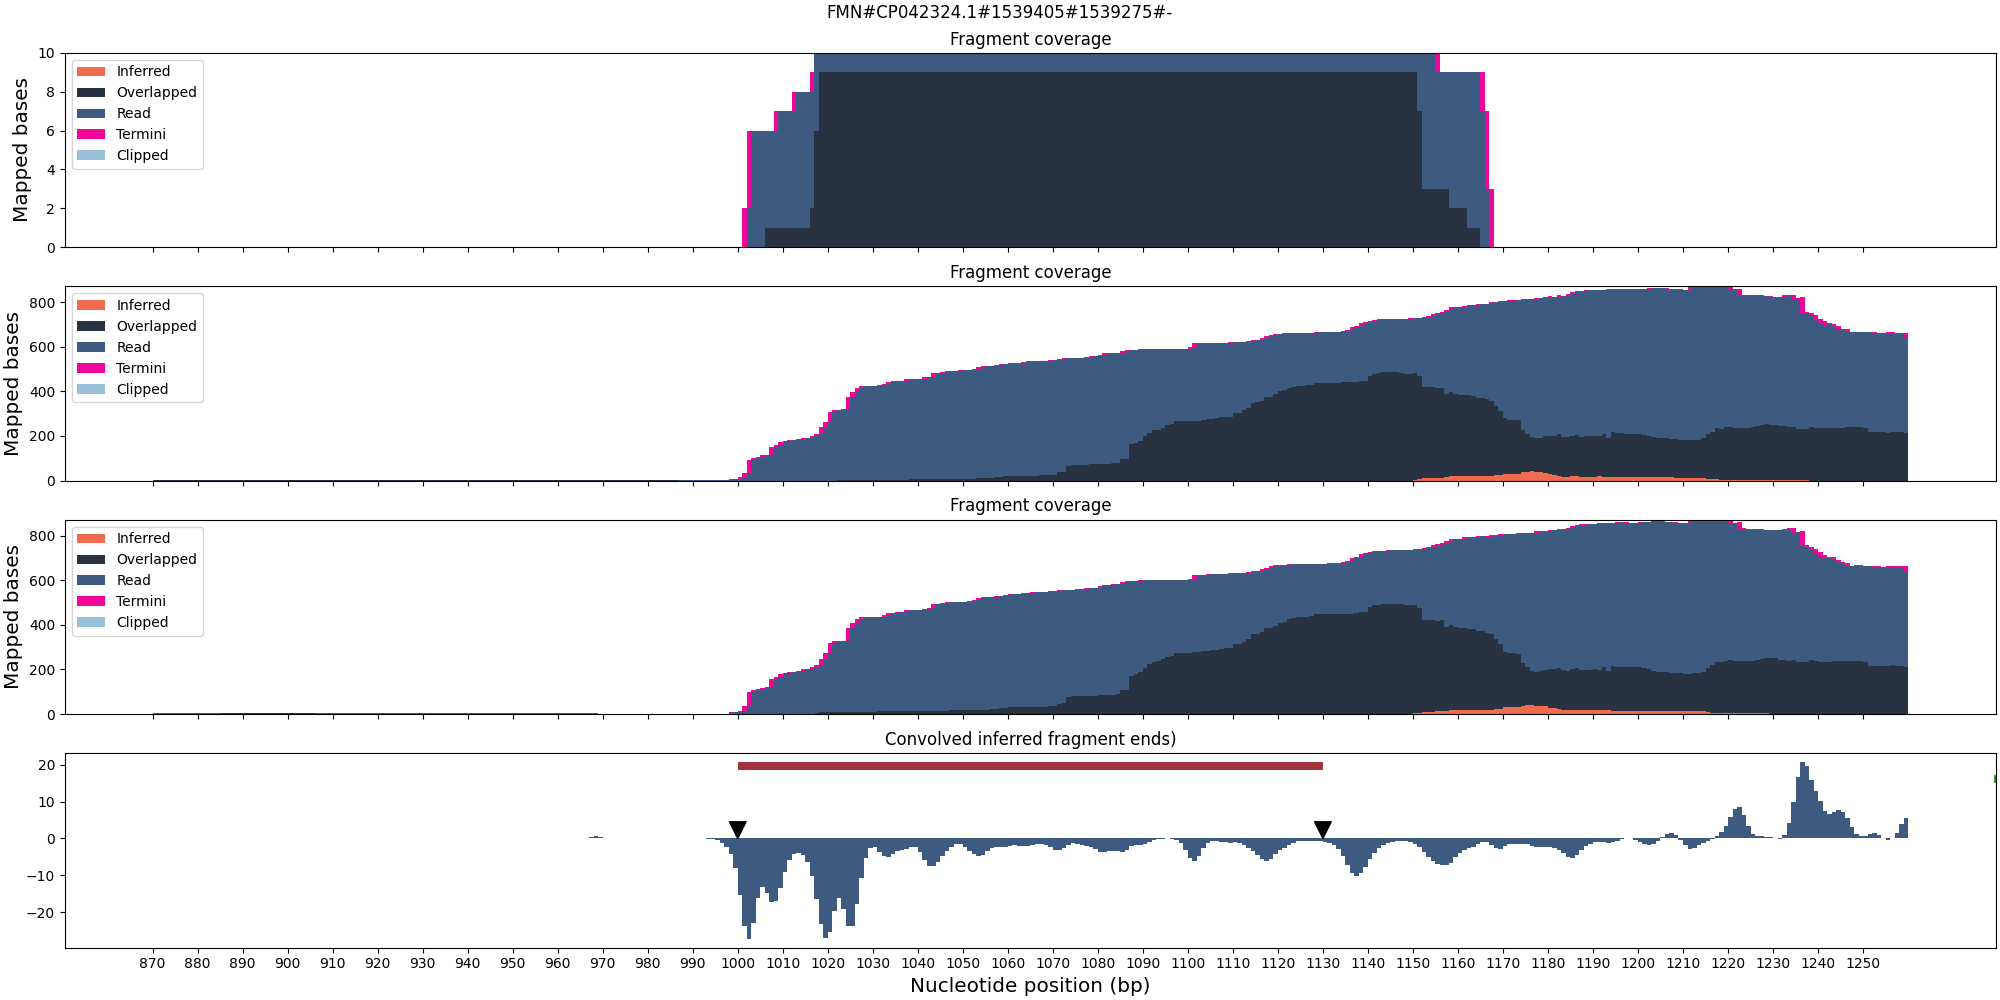 FMN#CP042324.1#1539405#1539275#-
Fragment coverage
10
8
6
4
2
0
Mapped bases
Inferred
Overlapped
Read
Termini
Clipped
Fragment coverage
800
600
400
200
0
Mapped bases
Inferred
Overlapped
Read
Termini
Clipped
Fragment coverage
800
600
400
200
0
Mapped bases
Inferred
Overlapped
Read
Termini
Clipped
Convolved inferred fragment ends)
20
10
0
−10
−20
870 880 890 900 910 920 930 940 950 960 970 980 990 1000 1010 1020 1030 1040 1050 1060 1070 1080 1090 1100 1110 1120 1130 1140 1150 1160 1170 1180 1190 1200 1210 1220 1230 1240 1250
Nucleotide position (bp)